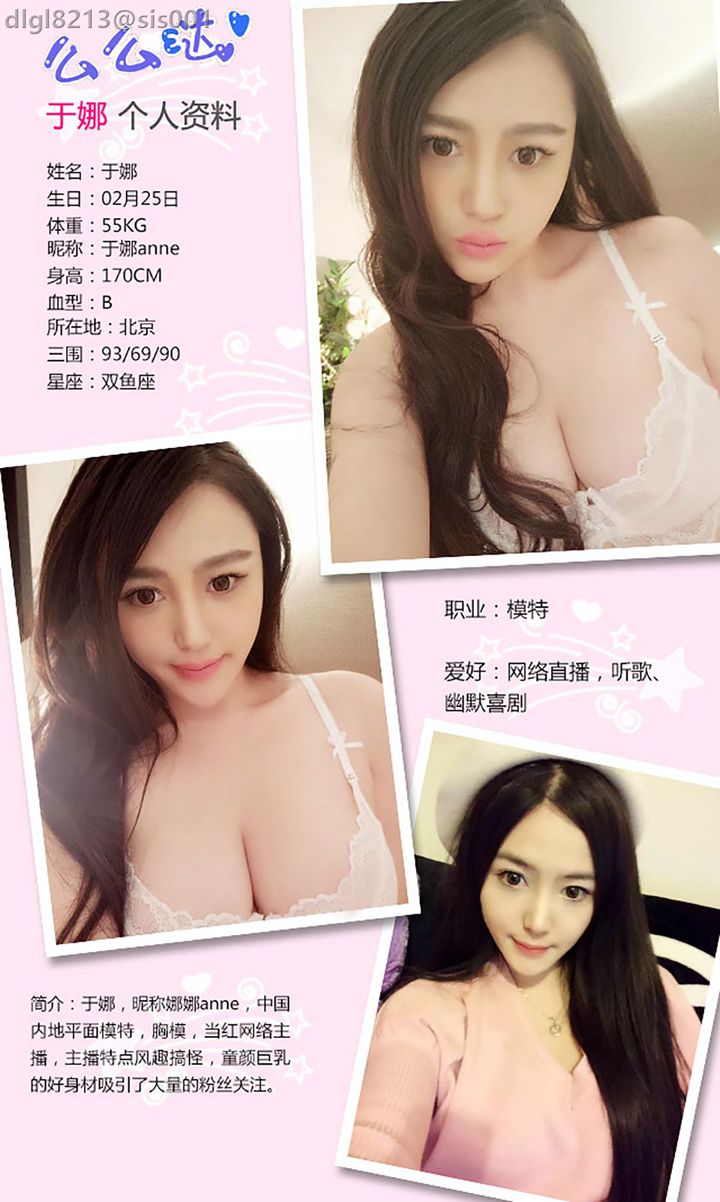 dlgl8213@sis001
么么哒
于娜 个人资料
姓名：于娜
生日：02月25日
体重：55KG
昵称：于娜anne
身高：170CM
血型：B
所在地：北京
三围：93/69/90
星座：双鱼座
职业：模特
爱好：网络直播，听歌、
幽默喜剧
简介：于娜，昵称娜娜anne，中国
内地平面模特，胸模，当红网络主
播，主播特点风趣搞怪，童颜巨乳
的好身材吸引了大量的粉丝关注。